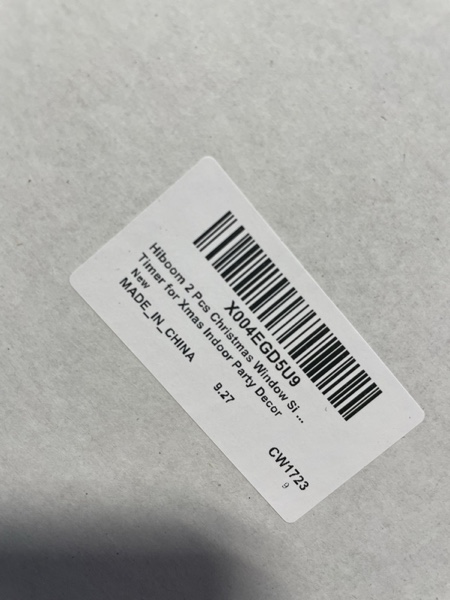 X004EGD5U9
Hiboom 2 Pcs Christmas Window Si ...
Timer for Xmas Indoor Party Decor
New
MADE_IN_CHINA
9.27
CW1723
9